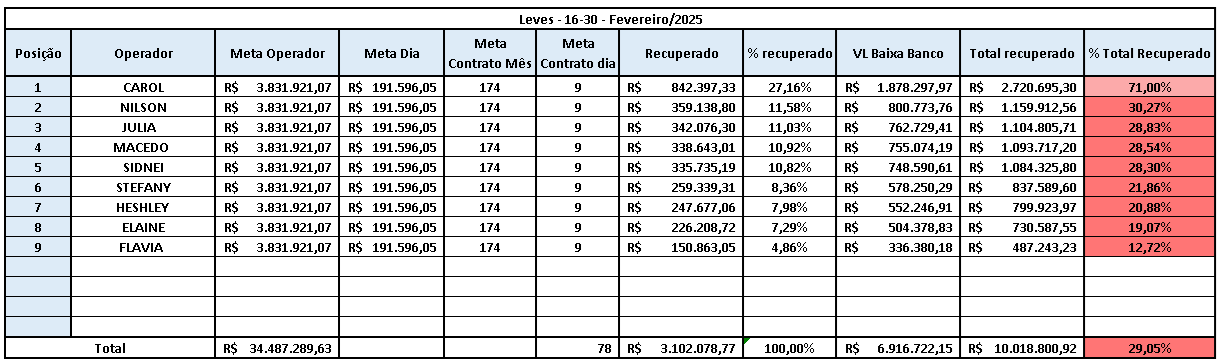 Leves - 16-30 - Fevereiro/2025
Posição Operador Meta Operador Meta Dia Meta Contrato Mês Meta Contrato dia Recuperado % recuperado VL Baixa Banco Total recuperado % Total Recuperado
1 CAROL R$ 3.831.921,07 R$ 191.596,05 174 9 R$ 842.397,33 27,16% R$ 1.878.297,97 R$ 2.720.695,30 71,00%
2 NILSON R$ 3.831.921,07 R$ 191.596,05 174 9 R$ 359.138,80 11,58% R$ 800.773,76 R$ 1.159.912,56 30,27%
3 JULIA R$ 3.831.921,07 R$ 191.596,05 174 9 R$ 342.076,30 11,03% R$ 762.729,41 R$ 1.104.805,71 28,83%
4 MACEDO R$ 3.831.921,07 R$ 191.596,05 174 9 R$ 338.643,01 10,92% R$ 755.074,19 R$ 1.093.717,20 28,54%
5 SIDNEI R$ 3.831.921,07 R$ 191.596,05 174 9 R$ 335.735,19 10,82% R$ 748.590,61 R$ 1.084.325,80 28,30%
6 STEFANY R$ 3.831.921,07 R$ 191.596,05 174 9 R$ 259.339,31 8,36% R$ 578.250,29 R$ 837.589,60 21,86%
7 HESHLEY R$ 3.831.921,07 R$ 191.596,05 174 9 R$ 247.677,06 7,98% R$ 552.246,91 R$ 799.923,97 20,88%
8 ELAINE R$ 3.831.921,07 R$ 191.596,05 174 9 R$ 226.208,72 7,29% R$ 504.378,83 R$ 730.587,55 19,07%
9 FLAVIA R$ 3.831.921,07 R$ 191.596,05 174 9 R$ 150.863,05 4,86% R$ 336.380,18 R$ 487.243,23 12,72%
Total R$ 34.487.289,63 78 R$ 3.102.078,77 100,00% R$ 6.916.722,15 R$ 10.018.800,92 29,05%